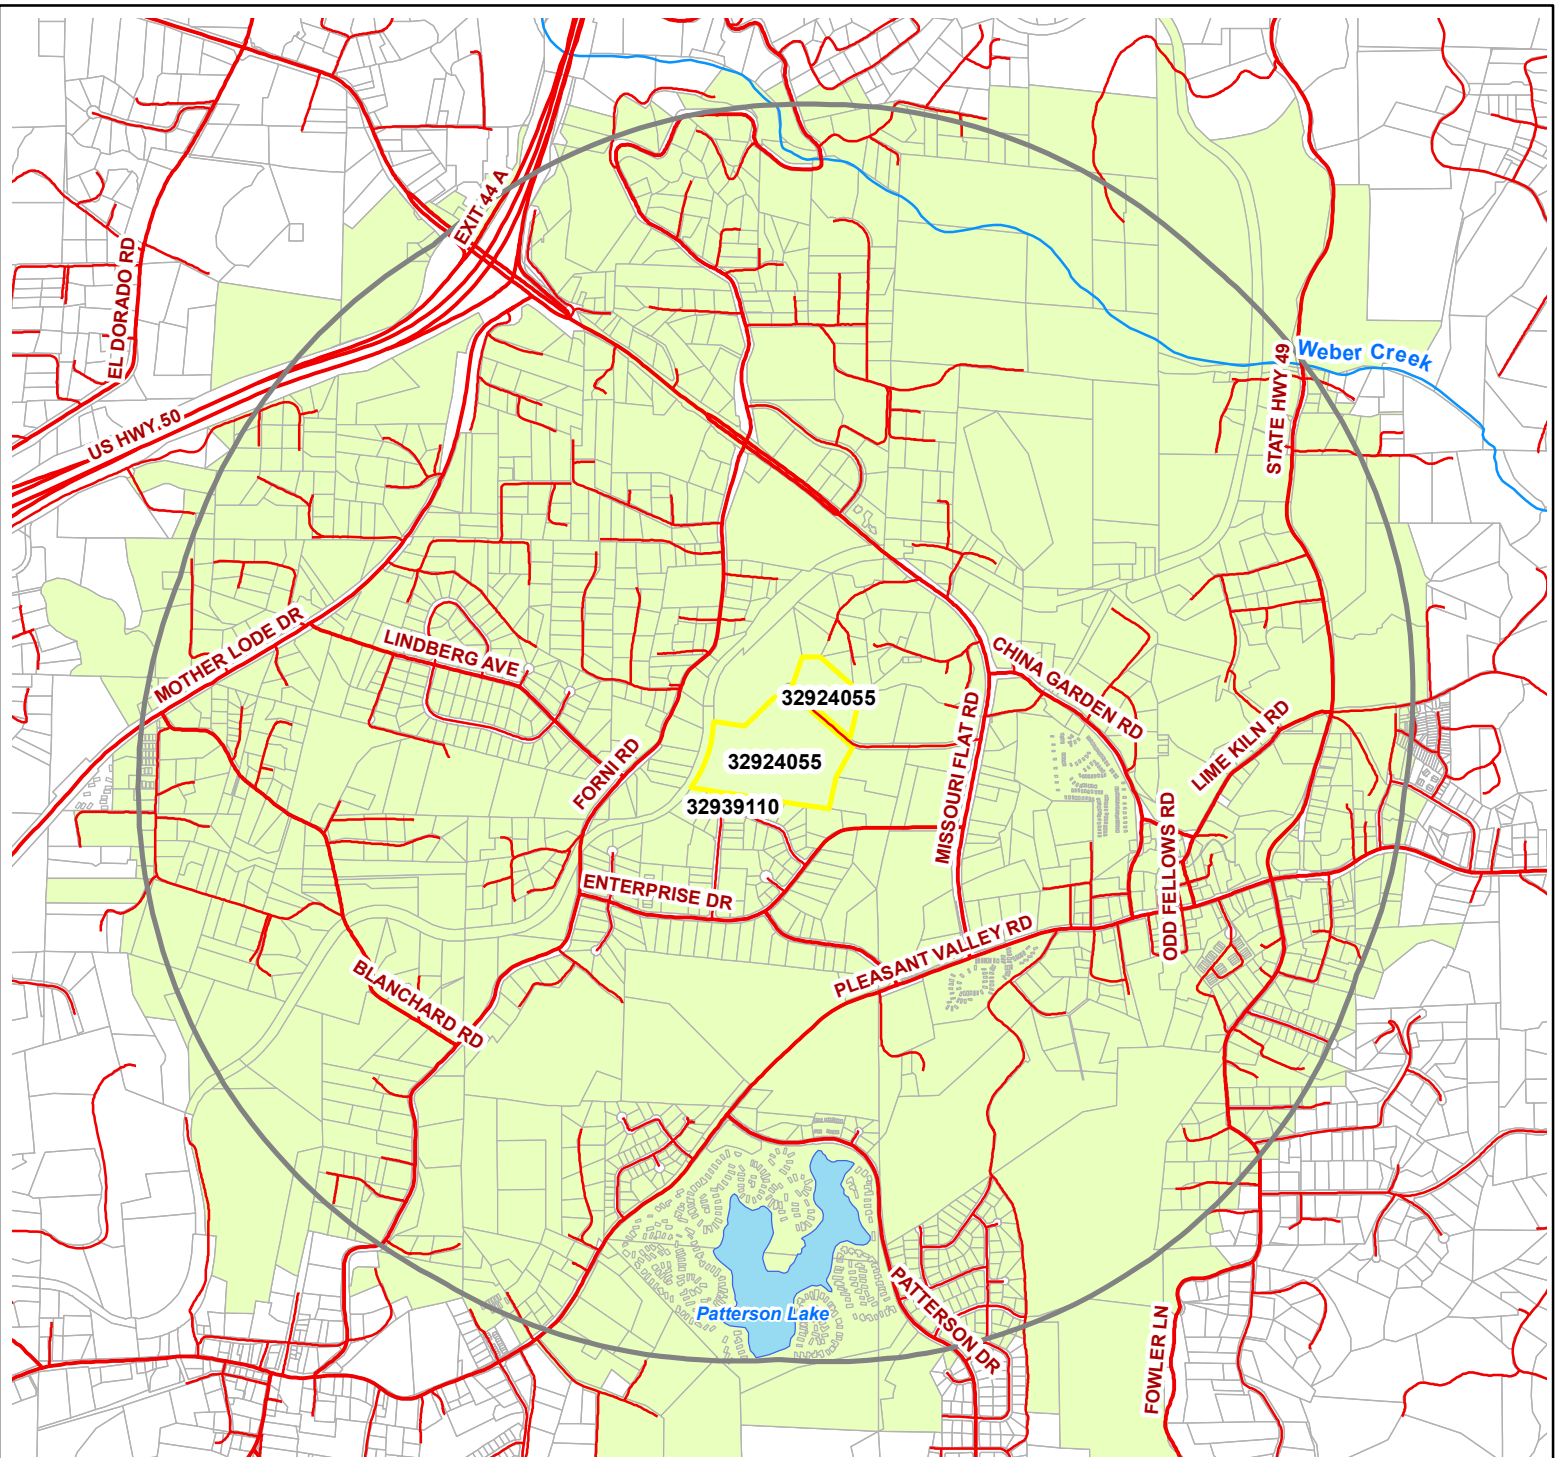 EXIT 44 A
EL DORADO RD
Weber Creek
STATE HWY 49
US HWY 50
MOTHER LODE DR
LINDBERG AVE
CHINA GARDEN RD
32924055
MISSOURI FLAT RD
LIME KILN RD
32924055
FORNI RD
32939110
ODD FELLOWS RD
ENTERPRISE DR
PLEASANT VALLEY RD
BLANCHARD RD
Patterson Lake
PATTERSON DR
FOWLER LN